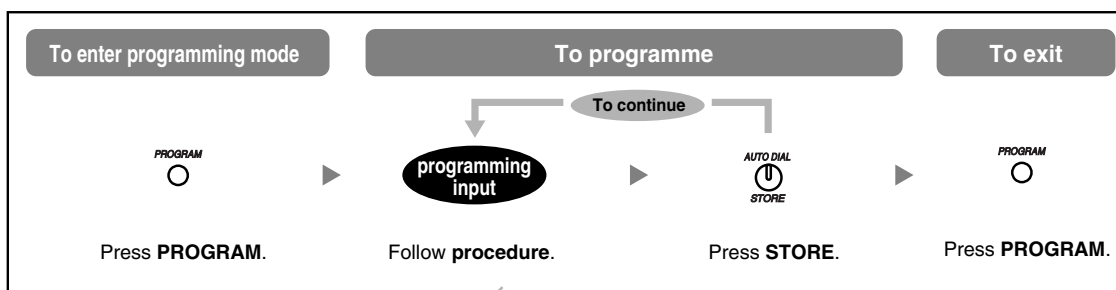 To enter programming mode
To programme
To exit
To continue
PROGRAM
programming
input
AUTO DIAL
STORE
PROGRAM
Press PROGRAM.
Follow procedure.
Press STORE.
Press PROGRAM.